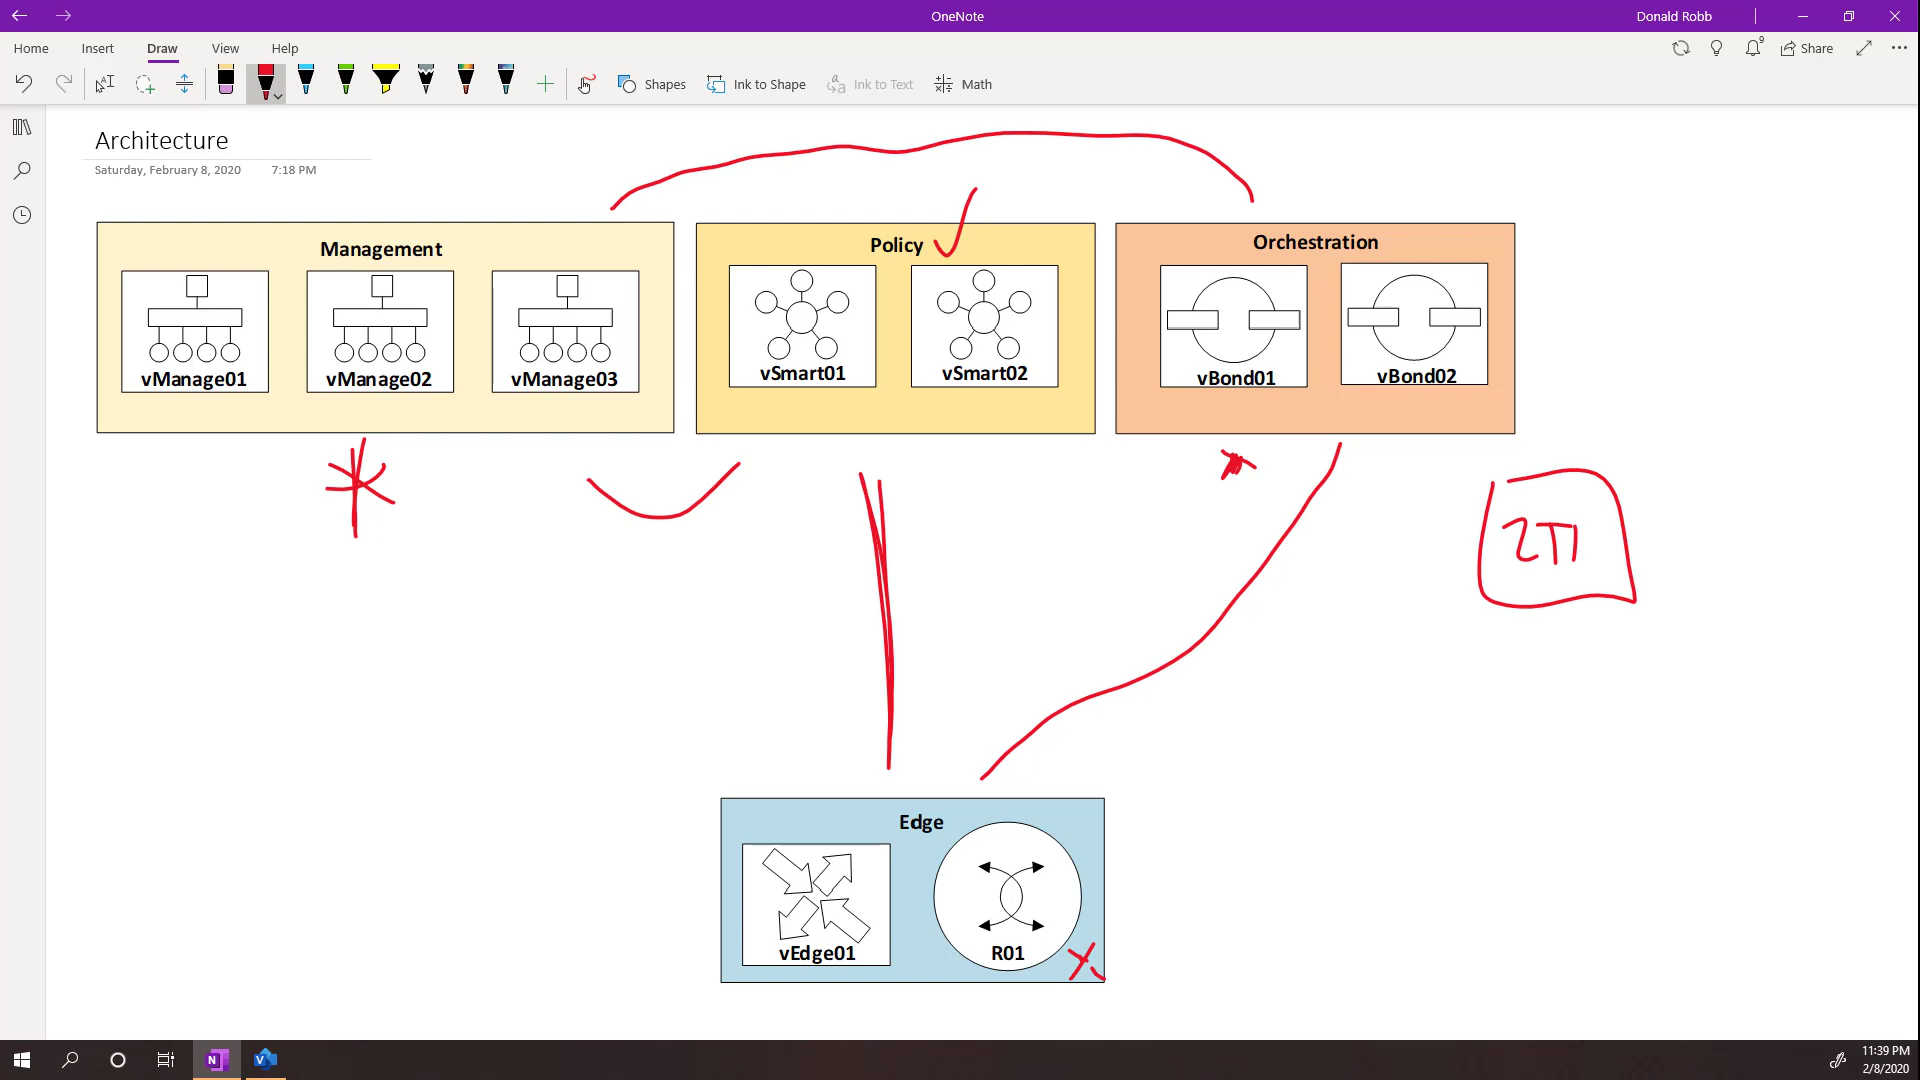 OneNote
Donald Robb
Home Insert Draw View Help
9
Share
Shapes Ink to Shape Ink to Text Math
Architecture
Saturday, February 8, 2020 7:18 PM
Management
Policy
Orchestration
vManage01 vManage02 vManage03
vSmart01 vSmart02
vBond01 vBond02
Edge
vEdge01 R01
N V
11:39 PM
2/8/2020